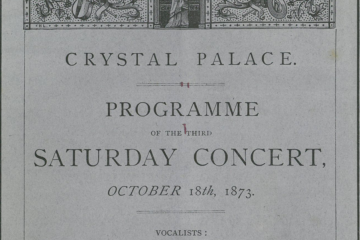 CRYSTAL PALACE.
PROGRAMME
OF THE THIRD
SATURDAY CONCERT,
OCTOBER 18th, 1873.
VOCALISTS: